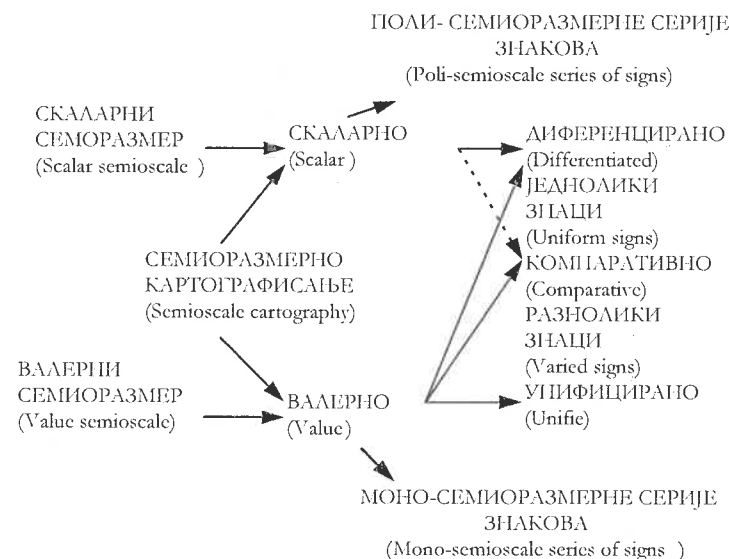 ПОЛИ- СЕМИОРАЗМЕРНЕ СЕРИЈЕ
ЗНАКОВА
(Poli-semioscale series of signs)
СКАЛАРНИ
СЕМОРАЗМЕР
(Scalar semioscale )
СКАЛАРНО
(Scalar )
ДИФЕРЕНЦИРАНО
(Differentiated)
ЈЕДНОЛИКИ
ЗНАЦИ
(Uniform signs)
СЕМИОРАЗМЕРНО
КАРТОГРАФИСАЊЕ
(Semioscale cartography)
КОМПАРАТИВНО
(Comparative)
РАЗНОЛИКИ
ЗНАЦИ
(Varied signs)
ВАЛЕРНИ
СЕМИОРАЗМЕР
(Value semioscale)
ВАЛЕРНО
(Value)
УНИФИЦИРАНО
(Unifie)
МОНО-СЕМИОРАЗМЕРНЕ СЕРИЈЕ
ЗНАКОВА
(Mono-semioscale series of signs )